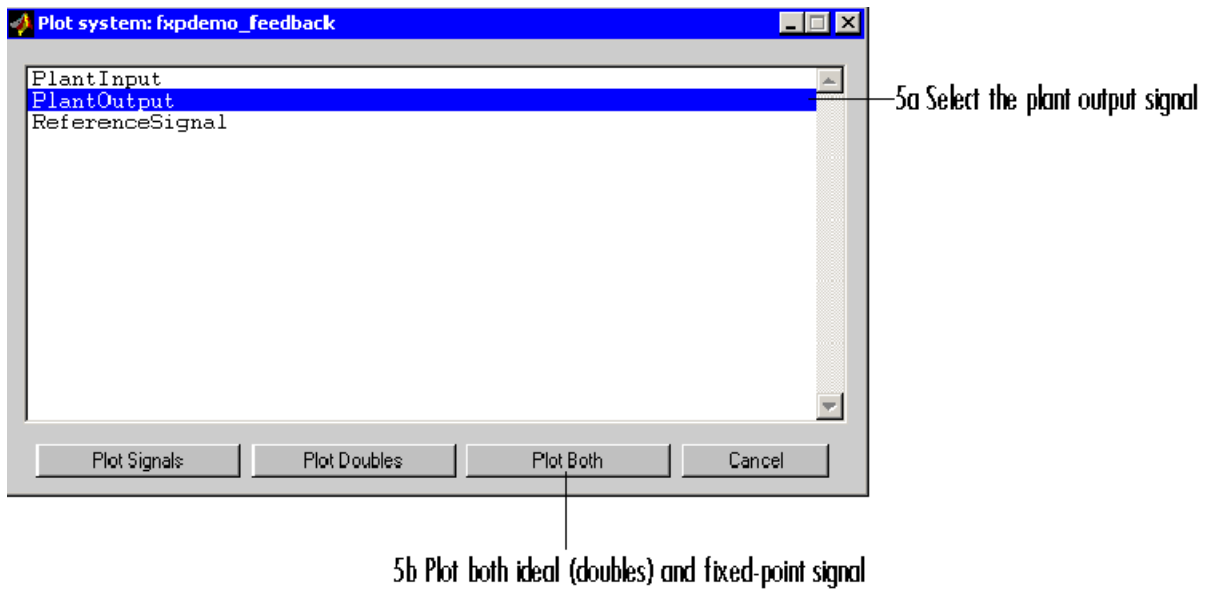 Plot system: fxpdemo_feedback
PlantInput
PlantOutput
ReferenceSignal
5a Select the plant output signal
Plot Signals
Plot Doubles
Plot Both
Cancel
5b Plot both ideal (doubles) and fixed-point signal